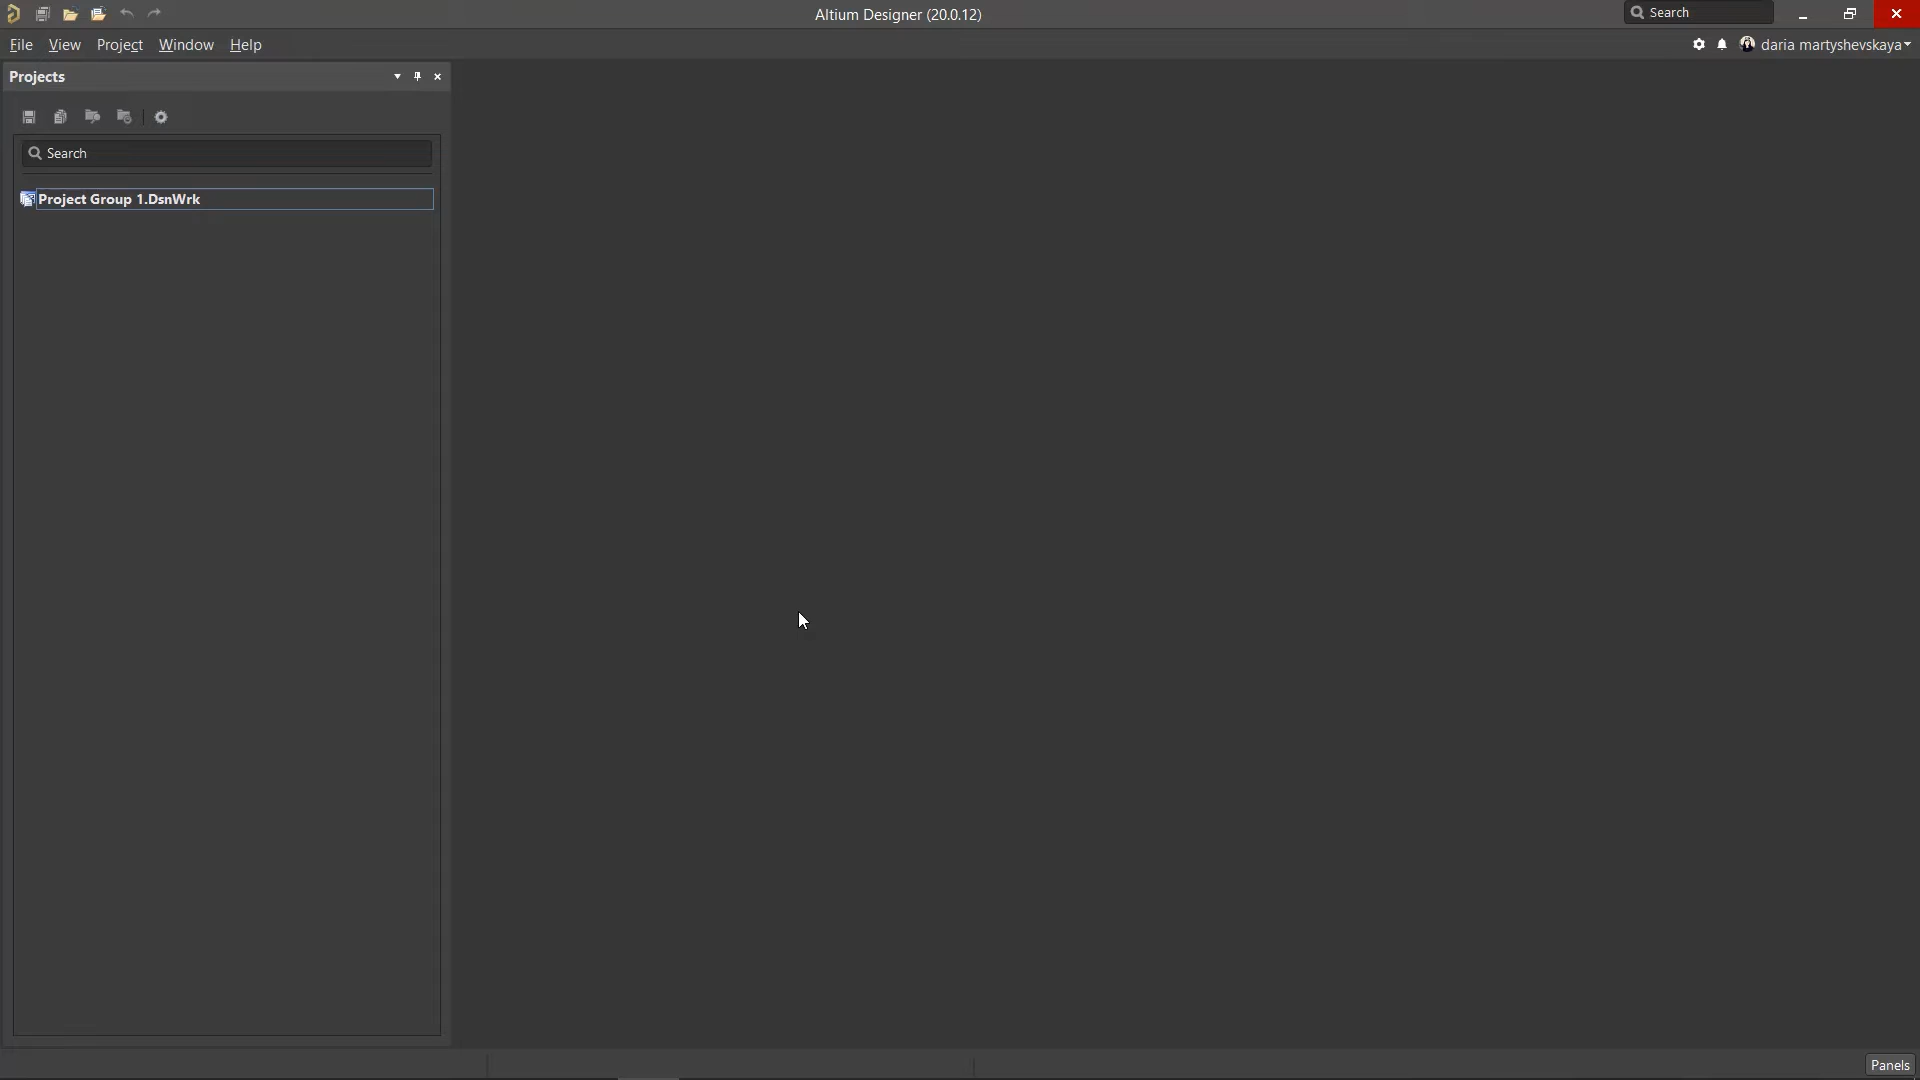 Altium Designer (20.0.12)
Search
File View Project Window Help
daria martyshevskaya
Projects
Search
Project Group 1.DsnWrk
Panels